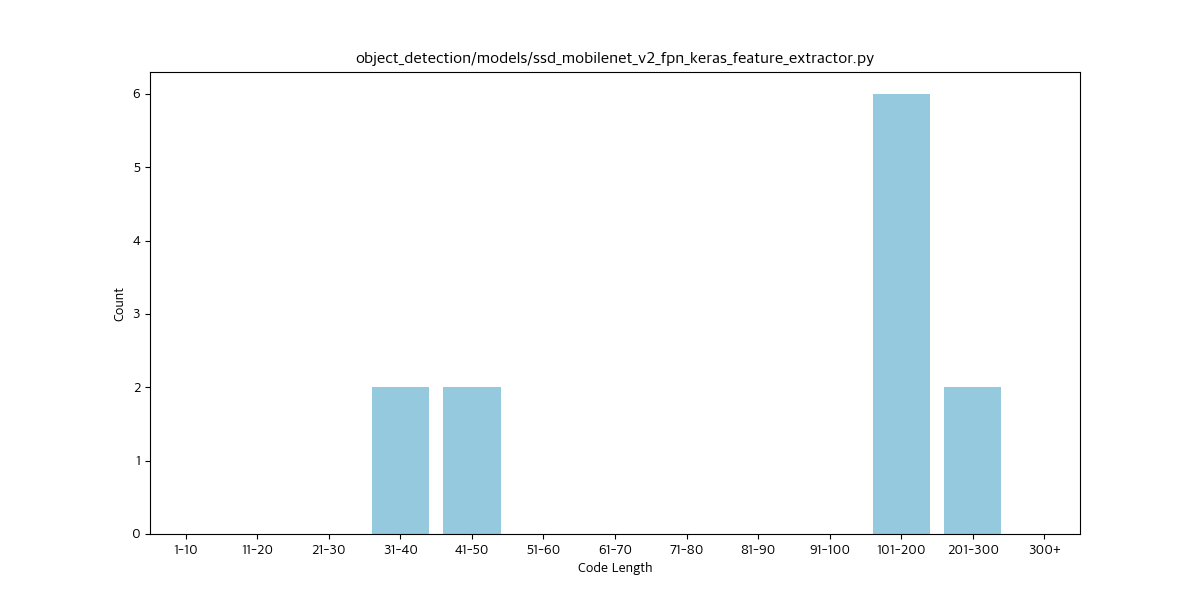 object_detection/models/ssd_mobilenet_v2_fpn_keras_feature_extractor.py
Count
6
5
4
3
2
1
0
1-10 11-20 21-30 31-40 41-50 51-60 61-70 71-80 81-90 91-100 101-200 201-300 300+
Code Length